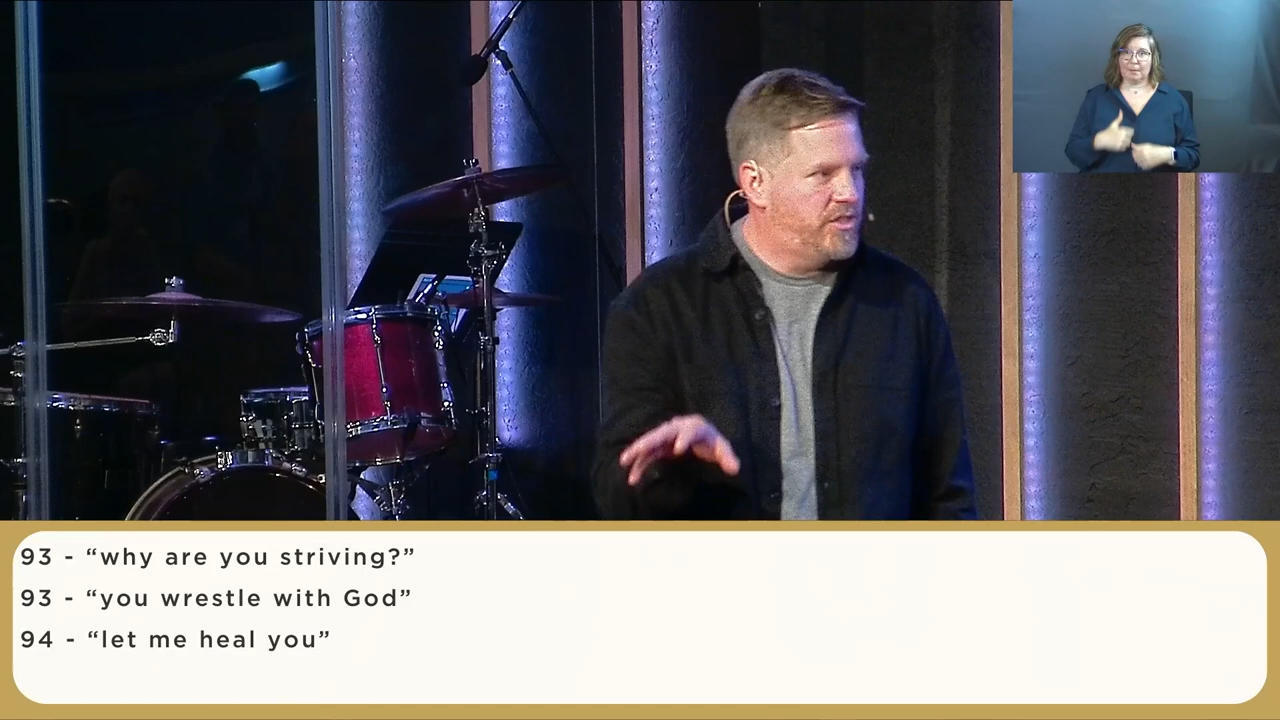 93 - “why are you striving?”
93 - “you wrestle with God”
94 - “let me heal you”